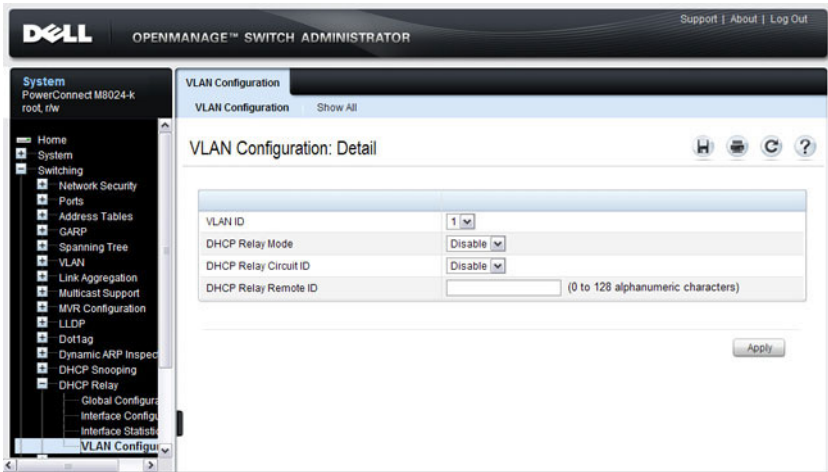 Support | About | Log Out
DELL
OPENMANAGE™ SWITCH ADMINISTRATOR
System
PowerConnect M8024-k
root, r/w
Home
System
Switching
Network Security
Ports
Address Tables
GARP
Spanning Tree
VLAN
Link Aggregation
Multicast Support
MVR Configuration
LLDP
Dot1ag
Dynamic ARP Inspec
DHCP Snooping
DHCP Relay
Global Configura
Interface Configu
Interface Statistic
VLAN Configur
VLAN Configuration
VLAN Configuration Show All
VLAN Configuration: Detail
VLAN ID 1
DHCP Relay Mode Disable
DHCP Relay Circuit ID Disable
DHCP Relay Remote ID (0 to 128 alphanumeric characters)
Apply